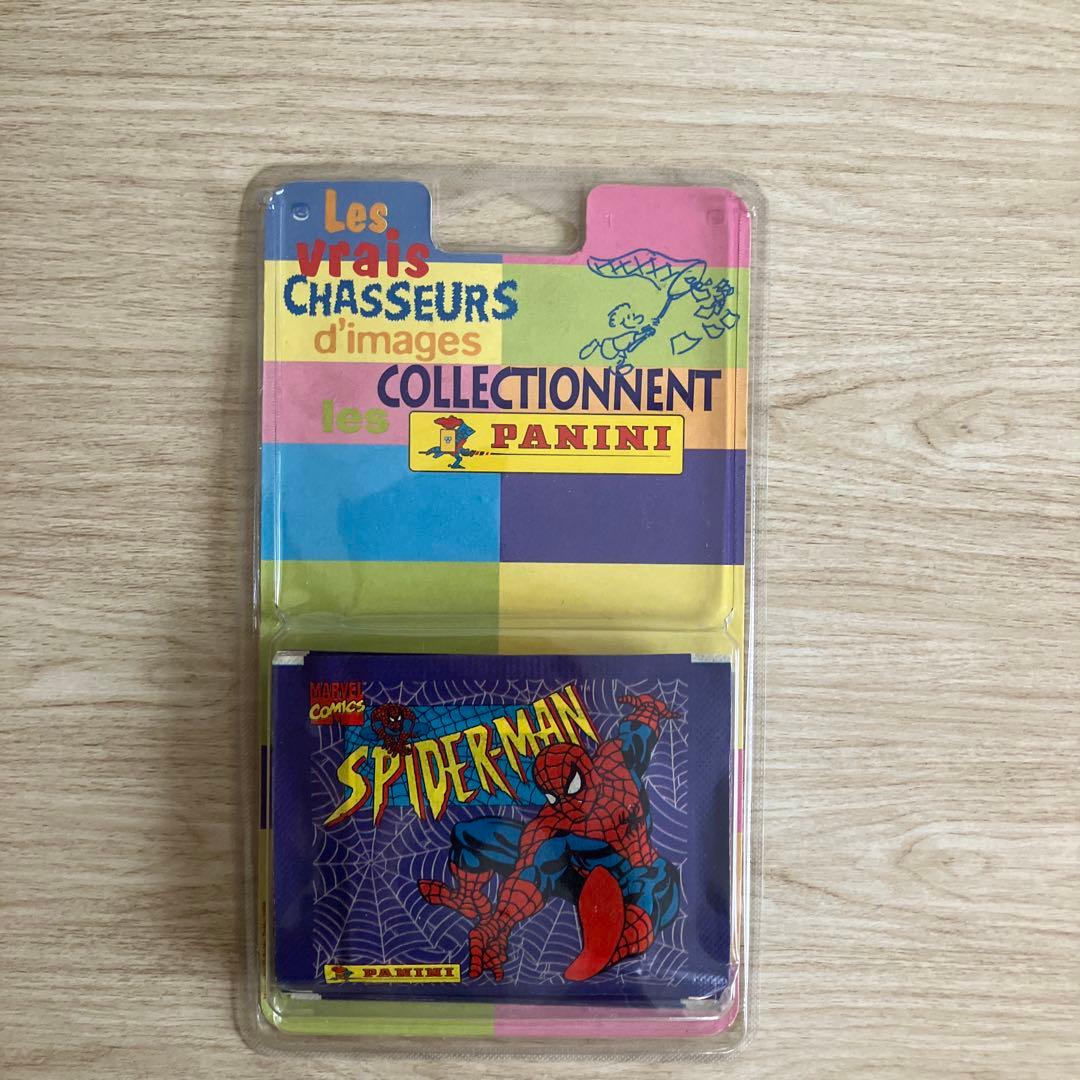 Les
vrais
CHASSEURS
d'images
COLLECTIONNENT
les PANINI
MARVEL
COMICS
SPIDER-MAN
PANINI